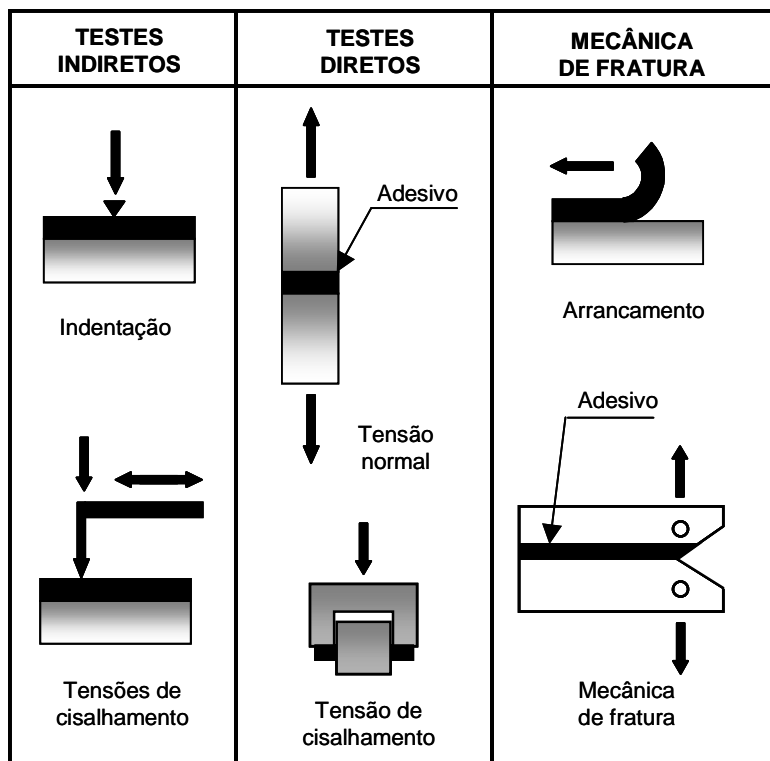 TESTES
INDIRETOS
TESTES
DIRETOS
MECÂNICA
DE FRATURA
Indentação
Tensões de
cisalhamento
Adesivo
Tensão
normal
Tensão de
cisalhamento
Arrancamento
Adesivo
Mecânica
de fratura